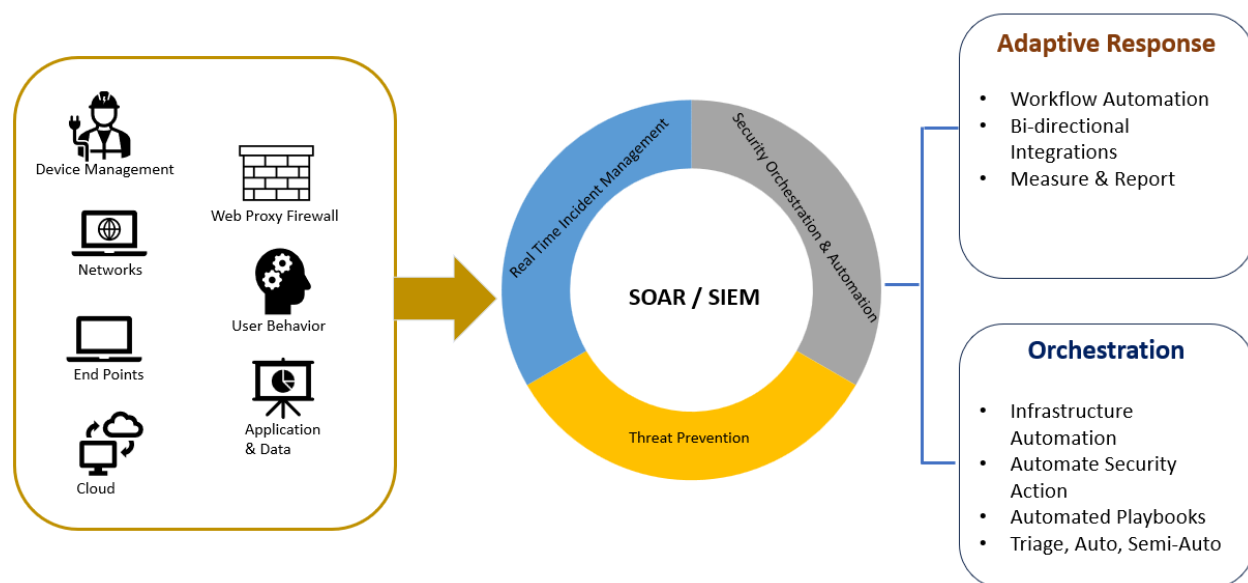 Device Management
Web Proxy Firewall
Networks
User Behavior
End Points
Application
& Data
Cloud
Real Time Incident Management
Security Orchestration & Automation
SOAR / SIEM
Threat Prevention
Adaptive Response
• Workflow Automation
• Bi-directional
Integrations
• Measure & Report
Orchestration
• Infrastructure
Automation
• Automate Security
Action
• Automated Playbooks
• Triage, Auto, Semi-Auto